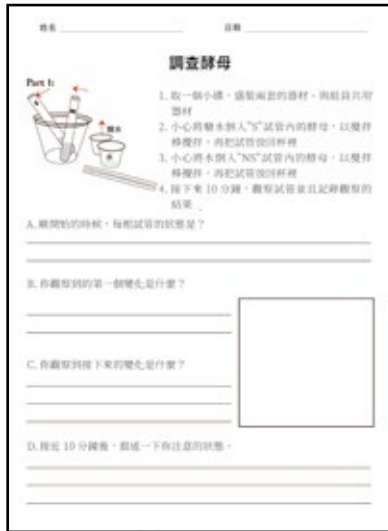 姓名 日期
調查酵母
Part 1:
糖水
水
1. 取一個小碟,盛裝兩套的器材。與組員共用
器材
2. 小心將糖水倒入"S"試管內的酵母,以攪拌
棒攪拌,再把試管放回杯裡
3. 小心將水倒入"NS"試管內的酵母,以攪拌
棒攪拌,再把試管放回杯裡
4. 接下來 10 分鐘,觀察試管並且記錄觀察的
結果。
A. 剛開始的時候,每根試管的狀態是?
B. 你觀察到的第一個變化是什麼?
C. 你觀察到接下來的變化是什麼?
D. 接近 10 分鐘後,描述一下你注意的狀態。